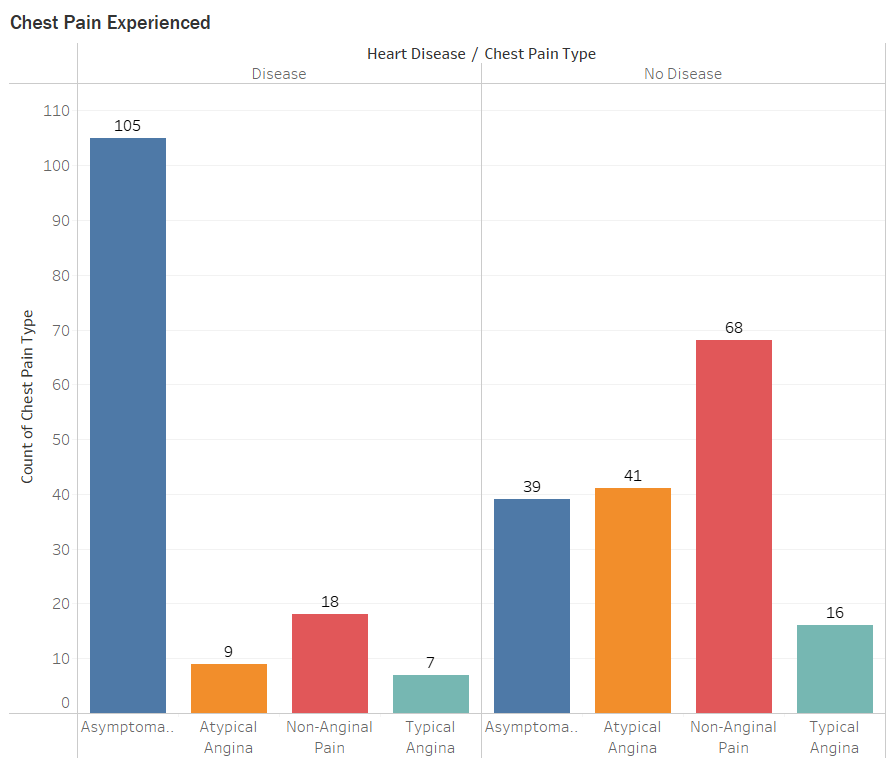 Chest Pain Experienced
Heart Disease / Chest Pain Type
Disease
No Disease
Count of Chest Pain Type
110
100
90
80
70
60
50
40
30
20
10
0
105
9
18
7
39
41
68
16
Asymptoma..
Atypical
Angina
Non-Anginal
Pain
Typical
Angina
Asymptoma..
Atypical
Angina
Non-Anginal
Pain
Typical
Angina